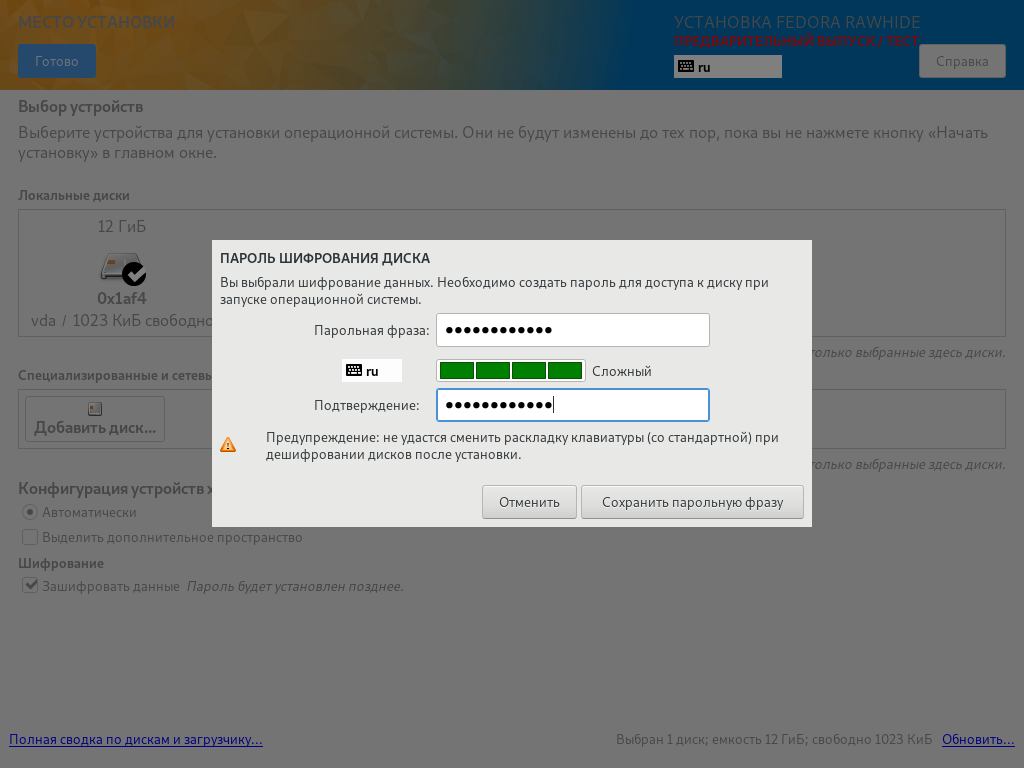 МЕСТО УСТАНОВКИ
УСТАНОВКА FEDORA RAWHIDE
ПРЕДВАРИТЕЛЬНЫЙ ВЫПУСК / ТЕСТ
Готово
ru
Справка
Выбор устройств
Выберите устройства для установки операционной системы. Они не будут изменены до тех пор, пока вы не нажмете кнопку «Начать
установку» в главном окне.
Локальные диски
12 ГиБ
0x1af4
vda / 1023 КиБ свободно
только выбранные здесь диски.
ПАРОЛЬ ШИФРОВАНИЯ ДИСКА
Вы выбрали шифрование данных. Необходимо создать пароль для доступа к диску при
запуске операционной системы.
Парольная фраза: ●●●●●●●●●●●●
ru
Сложный
Подтверждение: ●●●●●●●●●●●●
Предупреждение: не удастся сменить раскладку клавиатуры (со стандартной) при
дешифровании дисков после установки.
Отменить
Сохранить парольную фразу
Специализированные и сетевы
Добавить диск...
только выбранные здесь диски.
Конфигурация устройств х
Автоматически
Выделить дополнительное пространство
Шифрование
Зашифровать данные Пароль будет установлен позднее.
Полная сводка по дискам и загрузчику...
Выбран 1 диск; емкость 12 ГиБ; свободно 1023 КиБ Обновить...